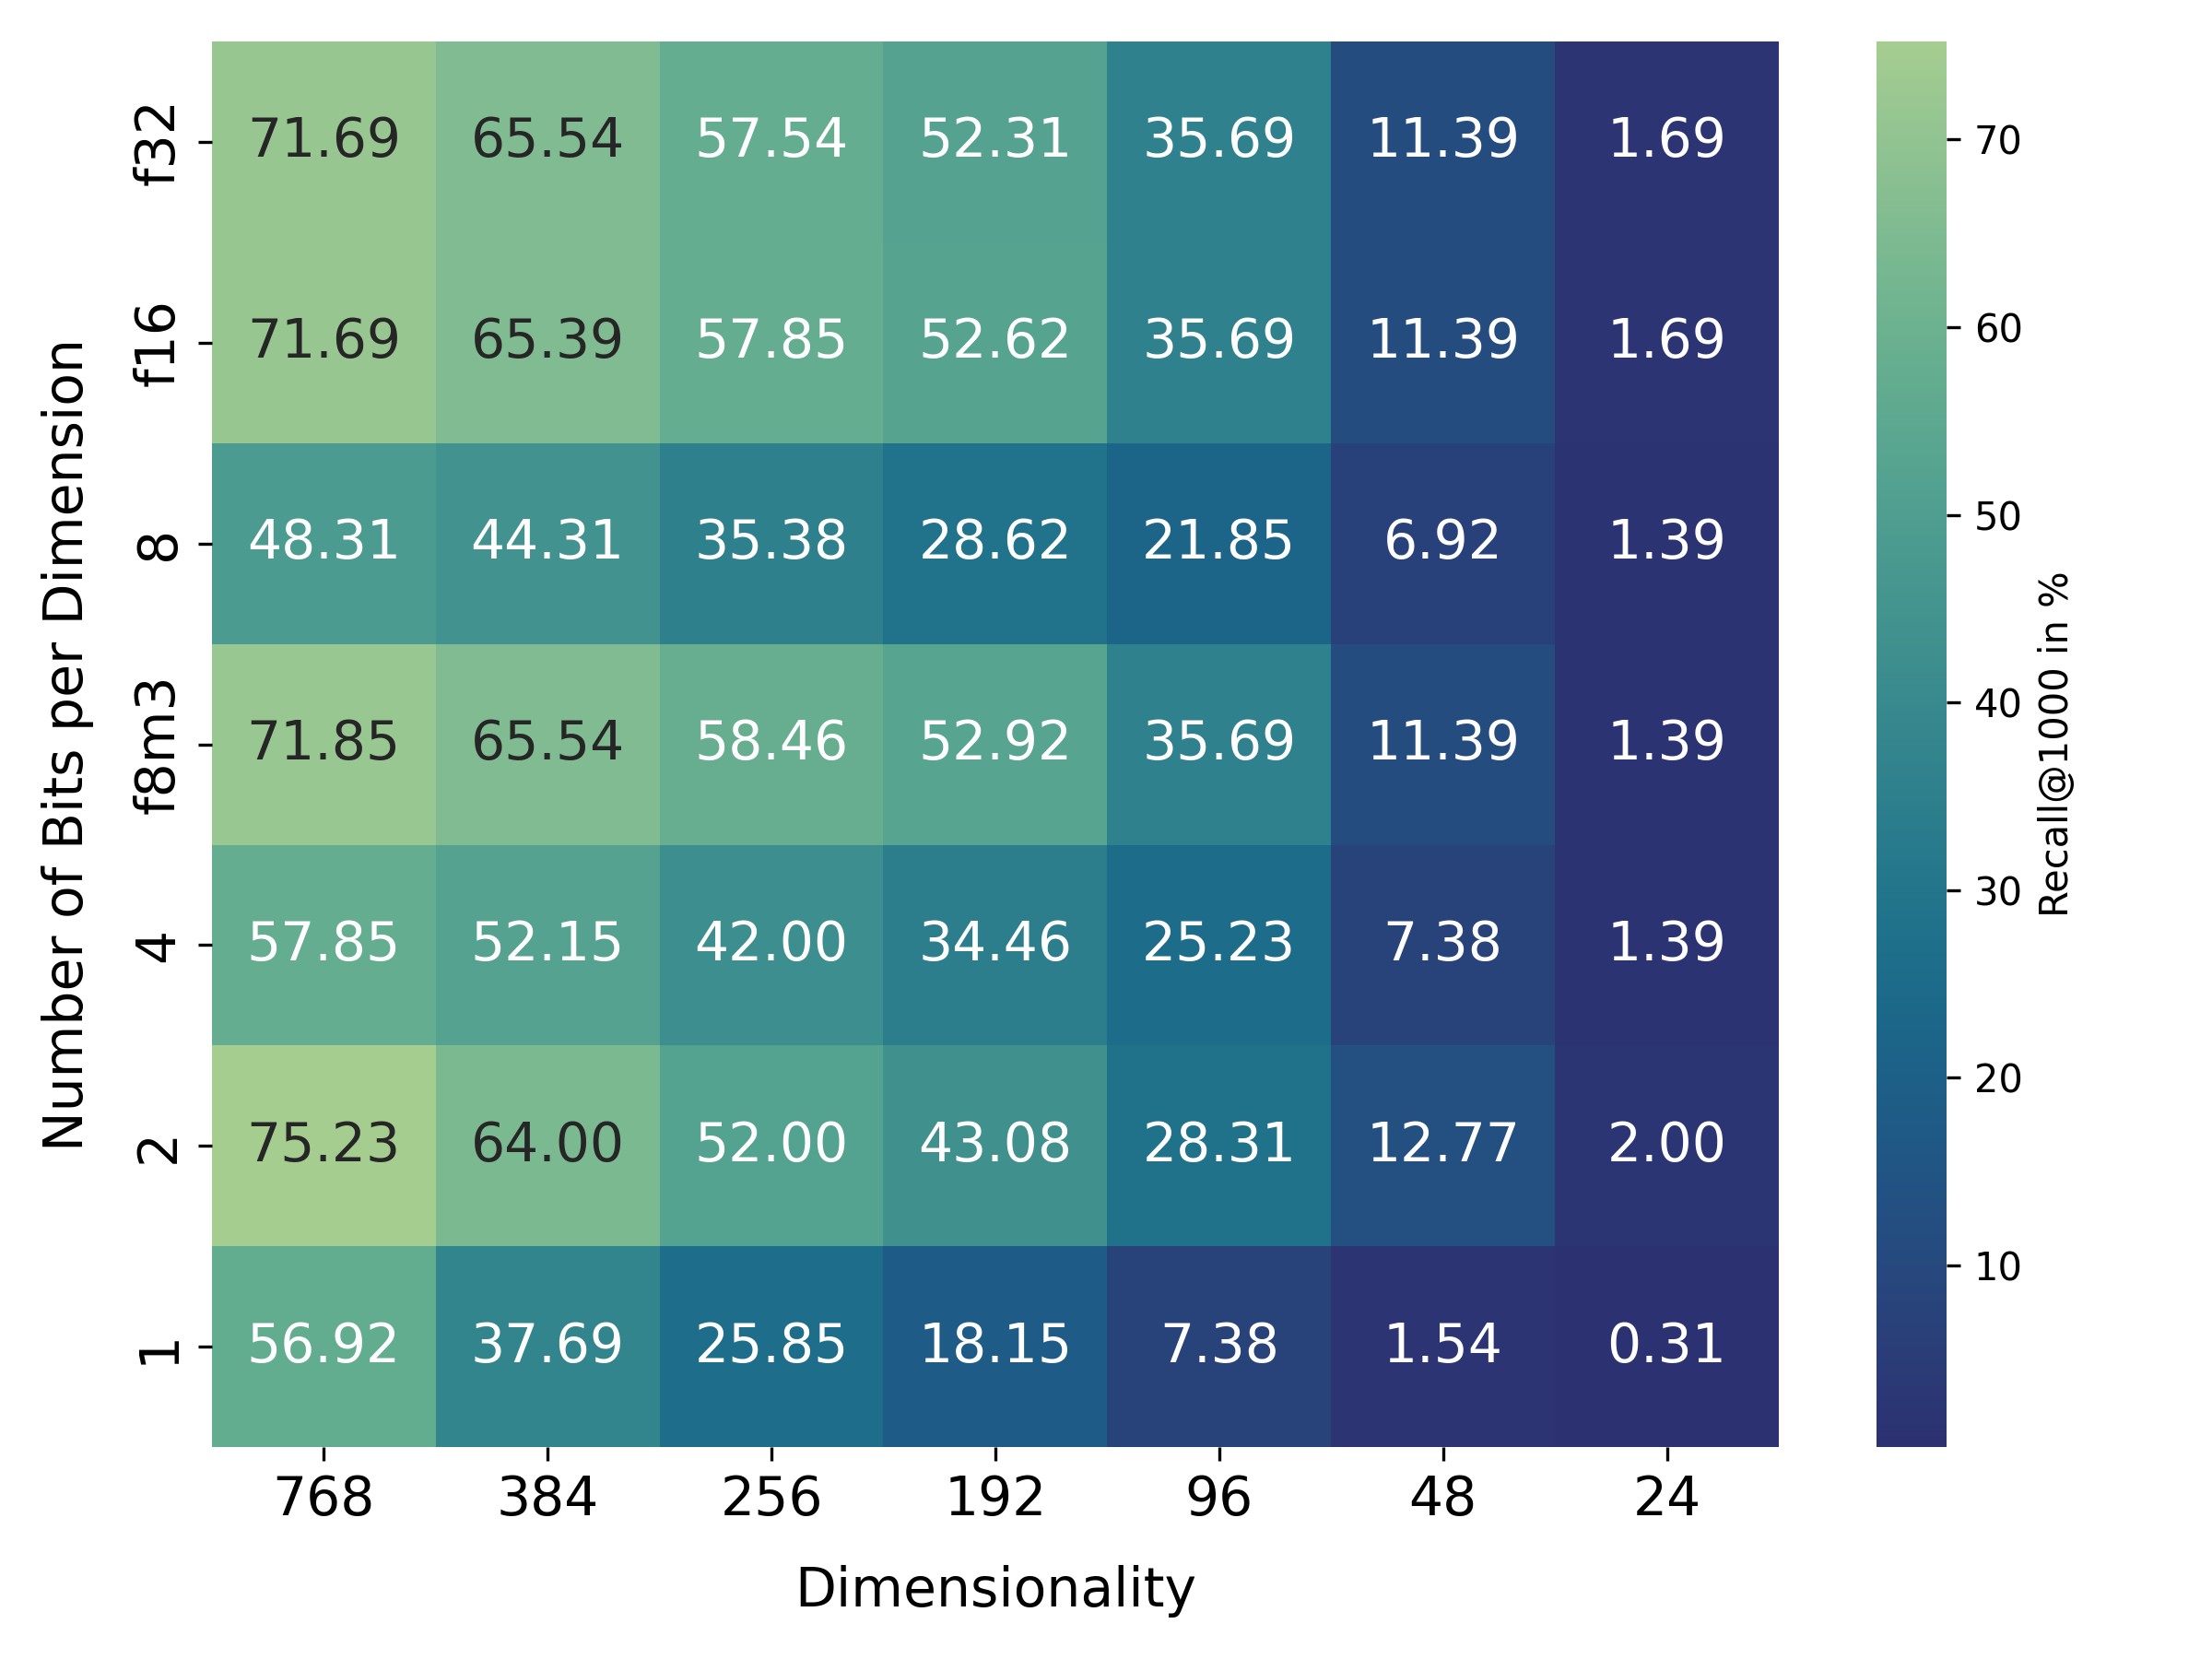 Number of Bits per Dimension
f32 71.69 65.54 57.54 52.31 35.69 11.39 1.69
f16 71.69 65.39 57.85 52.62 35.69 11.39 1.69
8 48.31 44.31 35.38 28.62 21.85 6.92 1.39
f8m3 71.85 65.54 58.46 52.92 35.69 11.39 1.39
4 57.85 52.15 42.00 34.46 25.23 7.38 1.39
2 75.23 64.00 52.00 43.08 28.31 12.77 2.00
1 56.92 37.69 25.85 18.15 7.38 1.54 0.31
768 384 256 192 96 48 24
Dimensionality
70
60
50
40
30
20
10
Recall@1000 in %